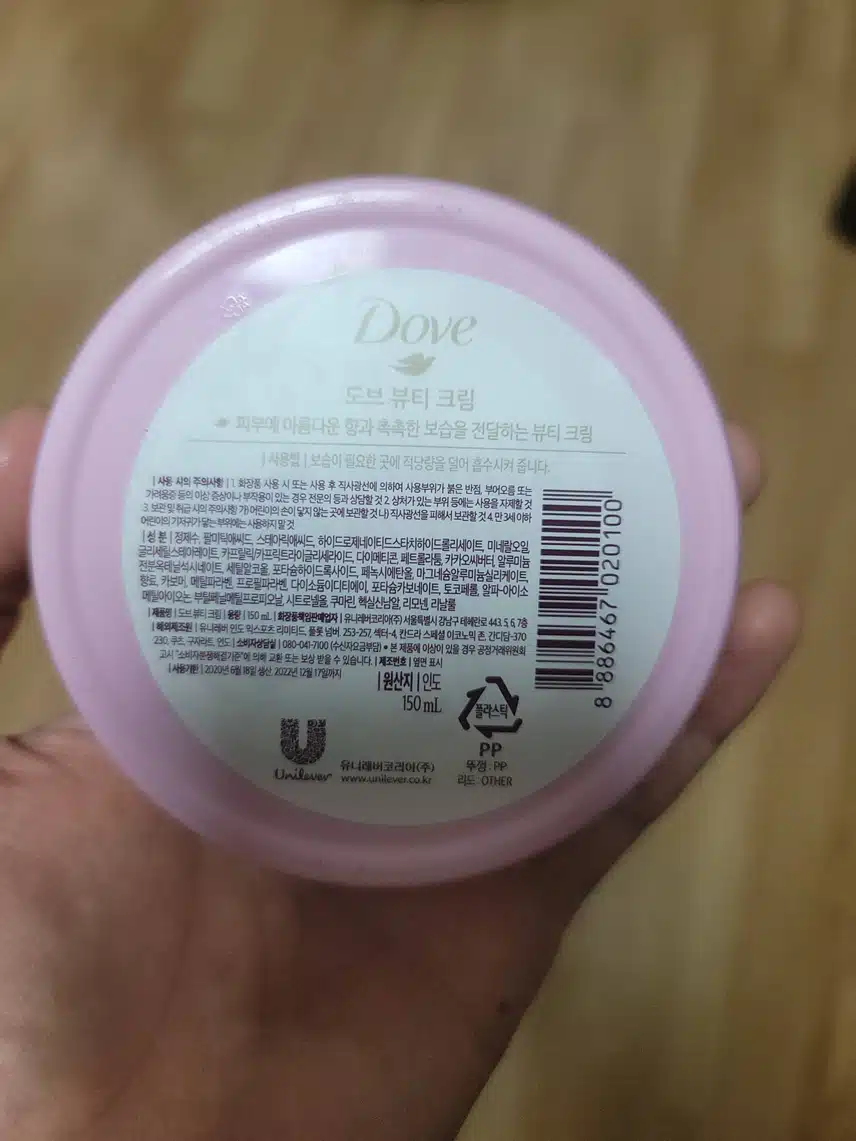 Dove
도브 뷰티 크림
피부에 아름다운 향과 촉촉한 보습을 전달하는 뷰티 크림
| 사용법 | 보습이 필요한 곳에 적당량을 덜어 흡수시켜 줍니다.
| 사용 시의 주의사항 | 1. 화장품 사용 시 또는 사용 후 직사광선에 의하여 사용부위가 붉은 반점, 부어오름 또는
가려움증 등의 이상 증상이나 부작용이 있는 경우 전문의 등과 상담할 것 2. 상처가 있는 부위 등에는 사용을 자제할 것
3. 보관 및 취급 시의 주의사항 가) 어린이의 손이 닿지 않는 곳에 보관할 것 나) 직사광선을 피해서 보관할 것 4. 만 3세 이하
어린이의 기저귀가 닿는 부위에는 사용하지 말 것
| 성 분 | 정제수, 팔미틱애씨드, 스테아릭애씨드, 하이드로제네이티드스타치하이드롤리세이트, 미네랄오일,
글리세릴스테아레이트, 카프릴릭/카프릭트라이글리세라이드, 다이메티콘, 페트롤라툼, 카카오씨버터, 알루미늄
전분옥테닐석시네이트, 세틸알코올, 포타슘하이드록사이드, 페녹시에탄올, 마그네슘알루미늄실리케이트,
향료, 카보머, 메틸파라벤, 프로필파라벤, 다이소듐이디티에이, 포타슘카보네이트, 토코페롤, 알파-아이소
메틸아이오논, 부틸페닐메틸프로피오날, 시트로넬올, 쿠마린, 헥실신남알, 리모넨, 리날룰
| 제품명 | 도브 뷰티 크림 | 용량 | 150 mL | 화장품책임판매업자 | 유니레버코리아(주) 서울특별시 강남구 테헤란로 443. 5, 6, 7층
| 해외제조원 | 유니레버 인도 익스포츠 리미티드, 플롯 넘버. 253-257, 섹터-4, 칸드라 스페셜 이코노믹 존, 간디담-370
230, 쿠츠, 구자라트, 인도 | 소비자상담실 | 080-041-7100 (수신자요금부담) • 본 제품에 이상이 있을 경우 공정거래위원회
고시 "소비자분쟁해결기준"에 의해 교환 또는 보상 받을 수 있습니다. | 제조번호 | 옆면 표시
| 사용기한 | 2020년 6월 18일 생산, 2022년 12월 17일까지
| 원산지 | 인도
150 mL
8 886467 020100
플라스틱
PP
뚜껑 : PP
리드 : OTHER
Unilever
유니레버코리아(주)
www.unilever.co.kr